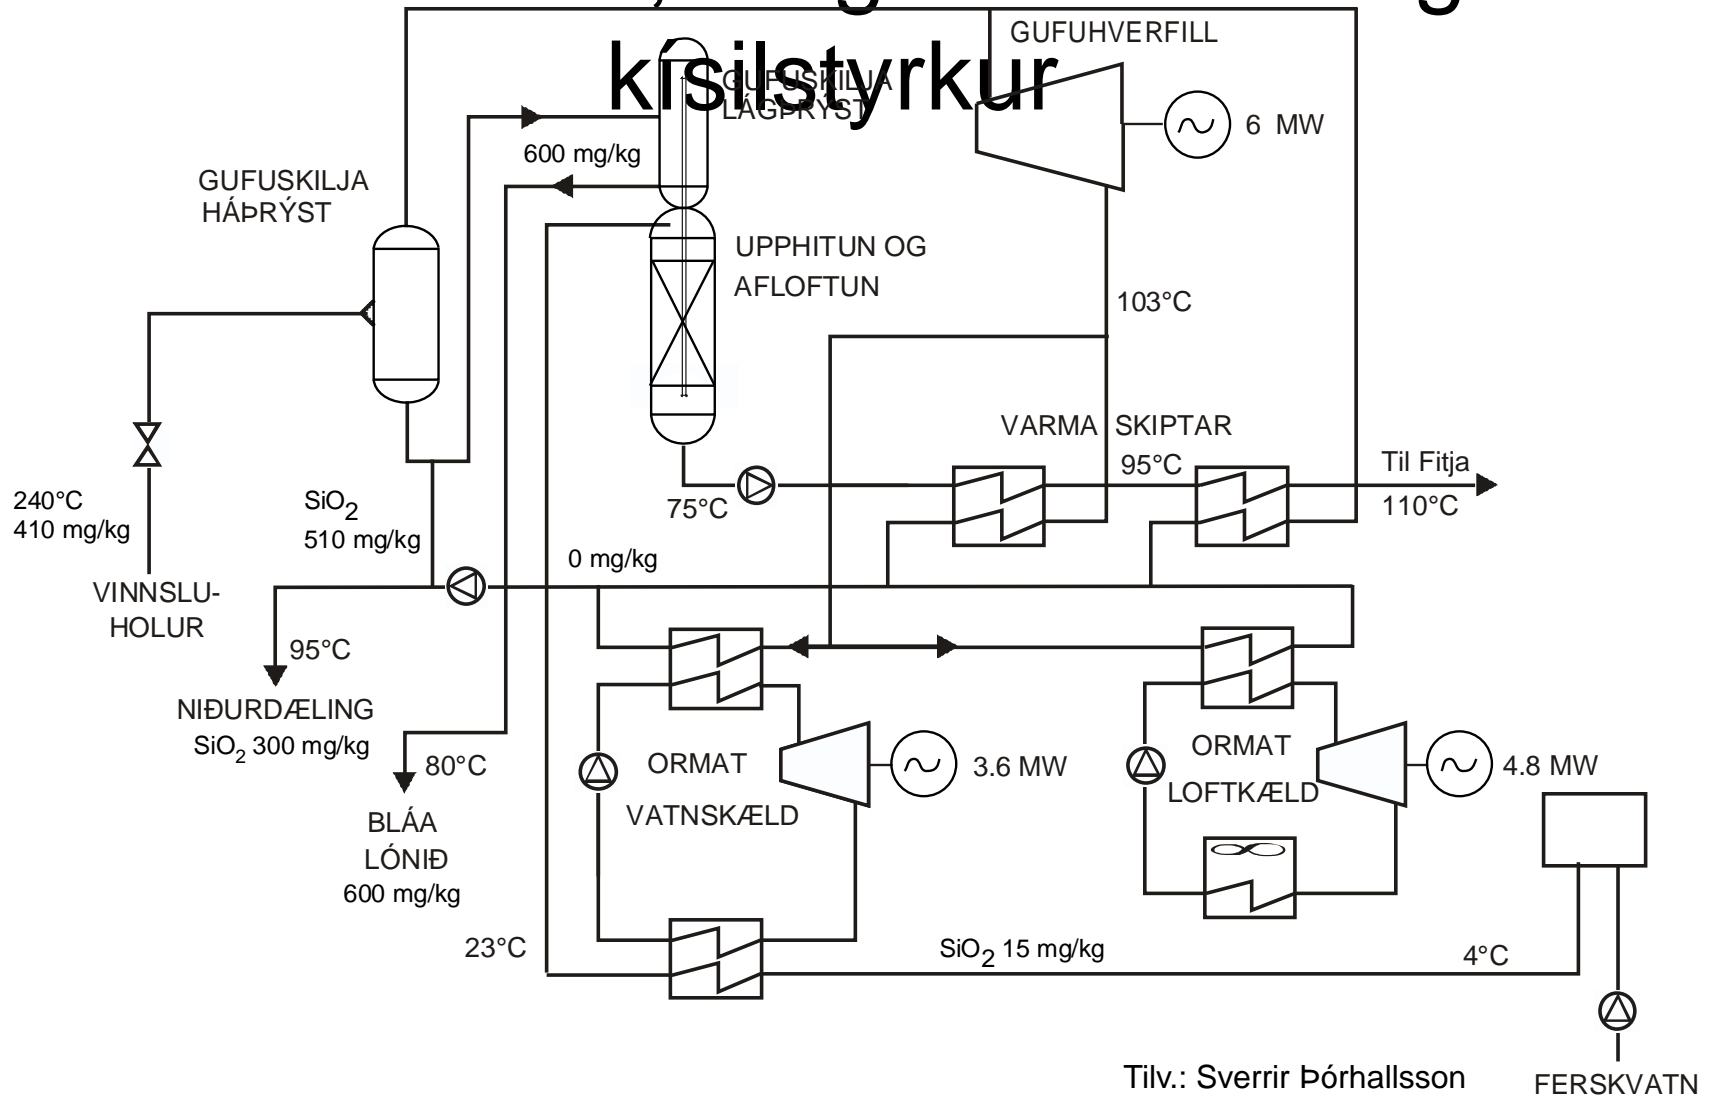 kísilstyrkur
GUFUHVERFILL
GUFUSKILJA
LÁGÞRÝST
6 MW
600 mg/kg
GUFUSKILJA
HÁÞRÝST
UPPHITUN OG
AFLOFTUN
103°C
VARMA SKIPTAR
95°C
Til Fitja
110°C
75°C
240°C
410 mg/kg
SiO2
510 mg/kg
0 mg/kg
VINNSLU-
HOLUR
95°C
NIÐURDÆLING
SiO2 300 mg/kg
80°C
BLÁA
LÓNIÐ
600 mg/kg
ORMAT
VATNSKÆLD
3.6 MW
ORMAT
LOFTKÆLD
4.8 MW
23°C
SiO2 15 mg/kg
4°C
Tilv.: Sverrir Þórhallsson
FERSKVATN